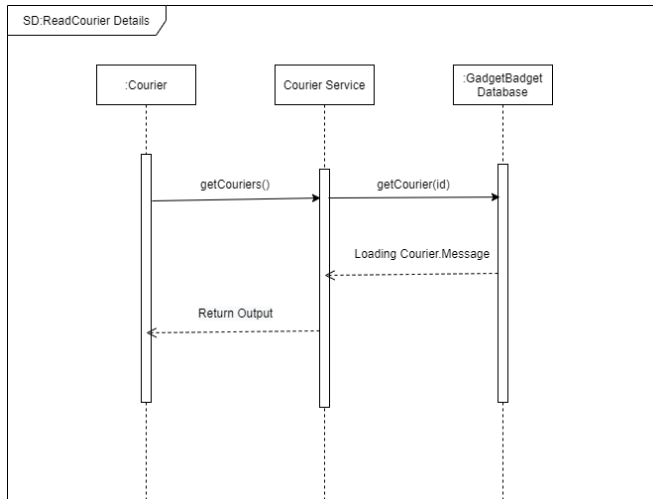 SD:ReadCourier Details
:Courier
Courier Service
:GadgetBadget
Database
getCouriers()
getCourier(id)
Loading Courier.Message
Return Output